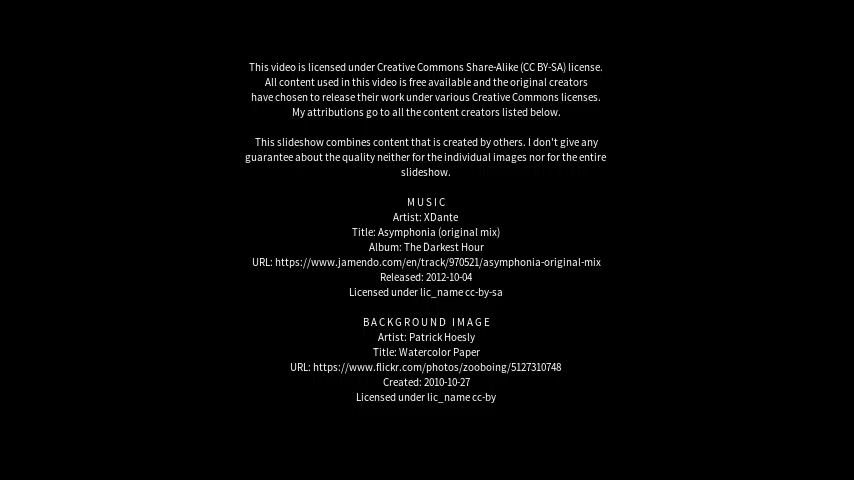 This video is licensed under Creative Commons Share-Alike (CC BY-SA) license.
All content used in this video is free available and the original creators
have chosen to release their work under various Creative Commons licenses.
My attributions go to all the content creators listed below.
This slideshow combines content that is created by others. I don't give any
guarantee about the quality neither for the individual images nor for the entire
slideshow.
MUSIC
Artist: XDante
Title: Asymphonia (original mix)
Album: The Darkest Hour
URL: https://www.jamendo.com/en/track/970521/asymphonia-original-mix
Released: 2012-10-04
Licensed under lic_name cc-by-sa
BACKGROUND IMAGE
Artist: Patrick Hoesly
Title: Watercolor Paper
URL: https://www.flickr.com/photos/zooboing/5127310748
Created: 2010-10-27
Licensed under lic_name cc-by